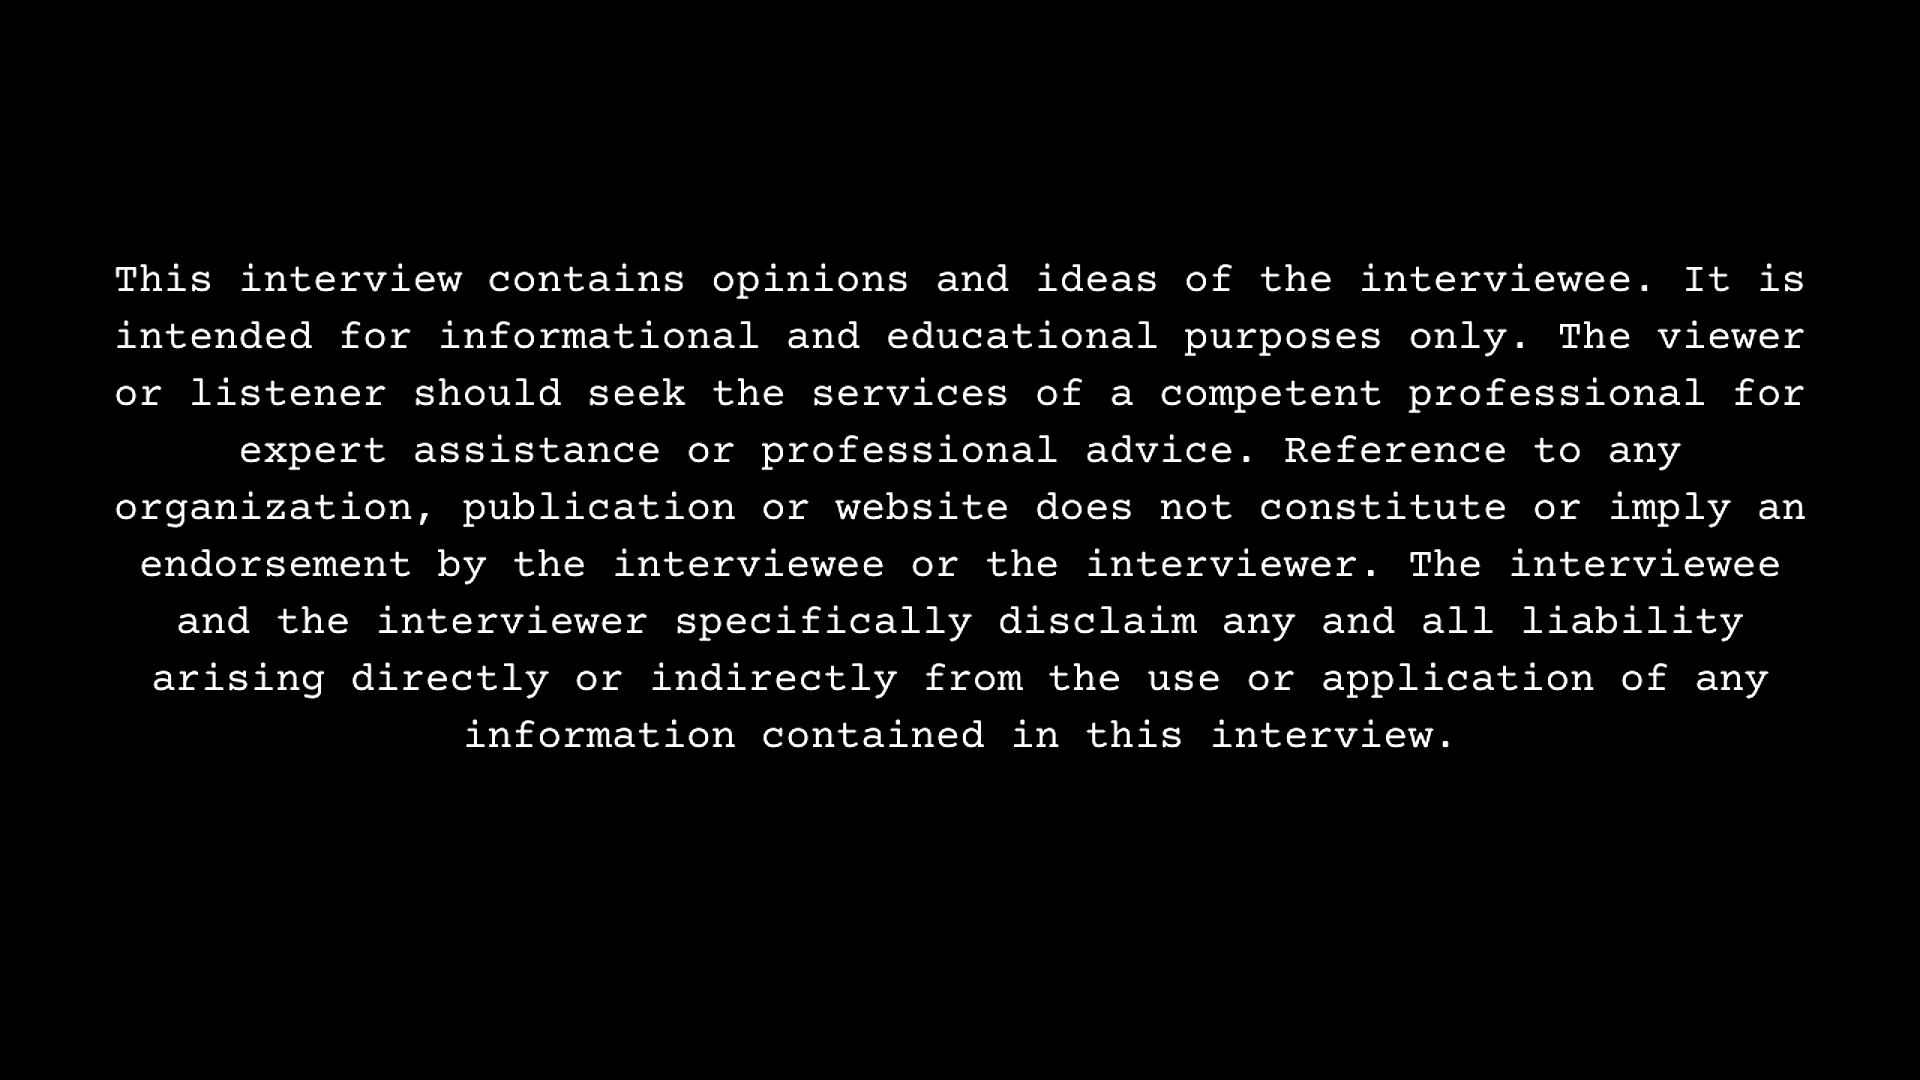 This interview contains opinions and ideas of the interviewee. It is
intended for informational and educational purposes only. The viewer
or listener should seek the services of a competent professional for
expert assistance or professional advice. Reference to any
organization, publication or website does not constitute or imply an
endorsement by the interviewee or the interviewer. The interviewee
and the interviewer specifically disclaim any and all liability
arising directly or indirectly from the use or application of any
information contained in this interview.